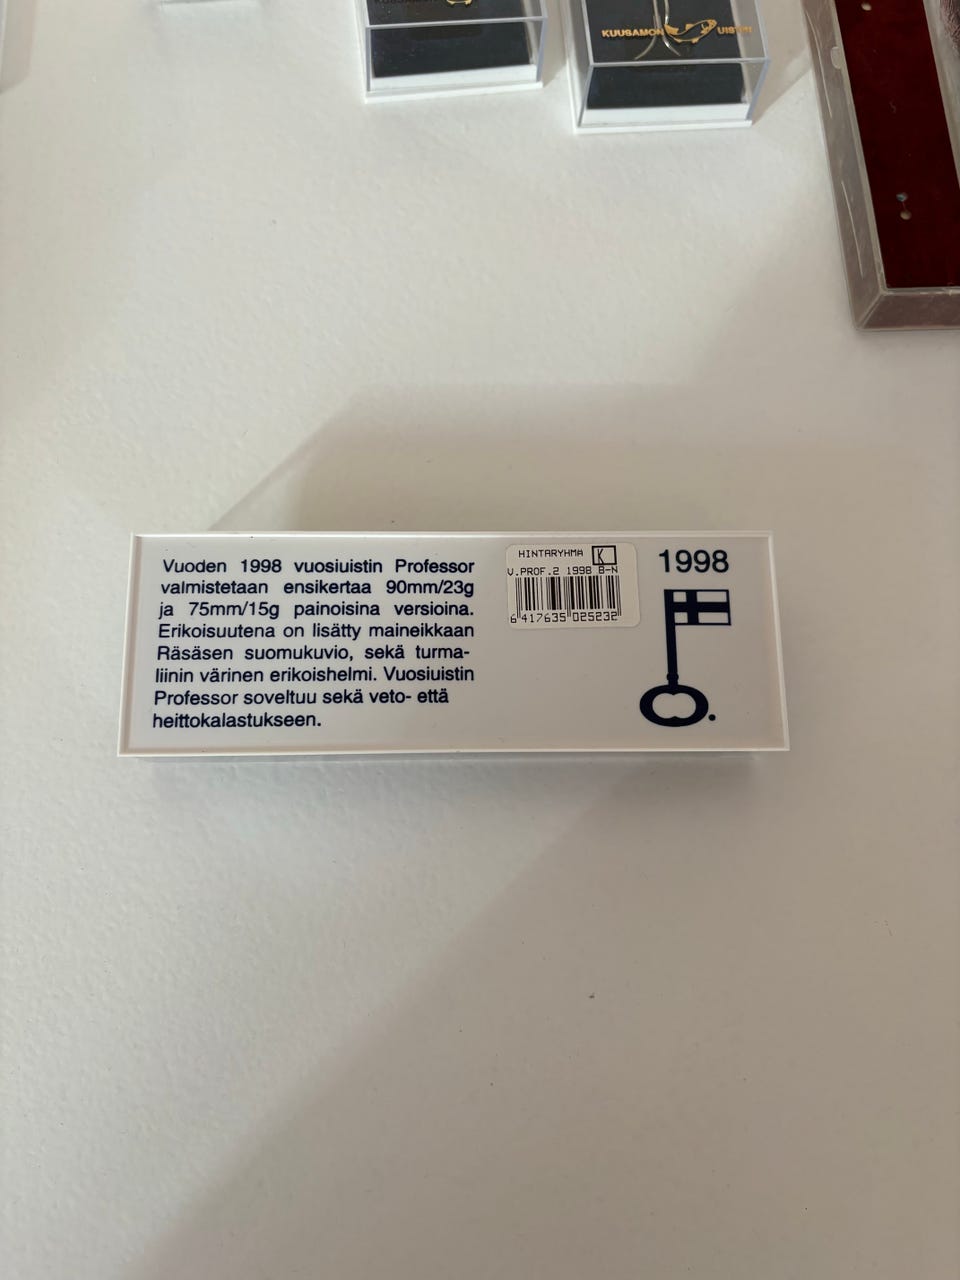 KUUSAMON UISTIN
Vuoden 1998 vuosiuistin Professor
valmistetaan ensikertaa 90mm/23g
ja 75mm/15g painoisina versioina.
Erikoisuutena on lisätty maineikkaan
Räsäsen suomukuvio, sekä turma-
liinin värinen erikoishelmi. Vuosiuistin
Professor soveltuu sekä veto- että
heittokalastukseen.
HINTARYHMA K
V.PROF.2 1998 B-N
6 417635 025232
1998